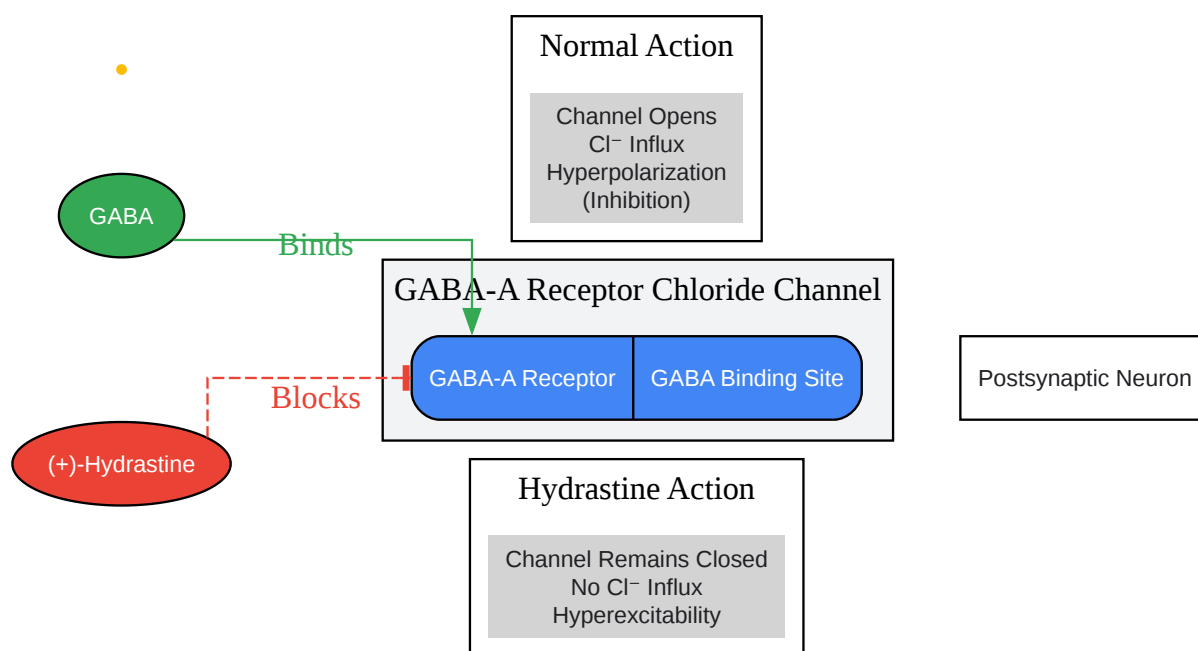 Normal Action
Channel Opens
Cl⁻ Influx
Hyperpolarization
(Inhibition)
GABA
Binds
GABA-A Receptor Chloride Channel
GABA-A Receptor
GABA Binding Site
Postsynaptic Neuron
Blocks
(+)-Hydrastine
Hydrastine Action
Channel Remains Closed
No Cl⁻ Influx
Hyperexcitability